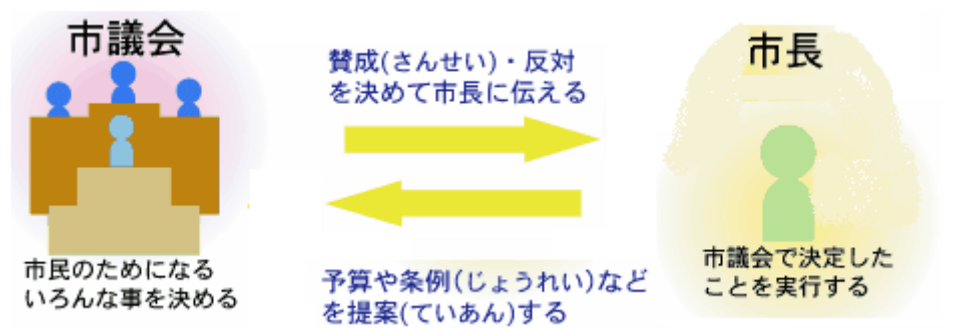 市議会
市民のためになる
いろんな事を決める
賛成(さんせい)・反対
を決めて市長に伝える
予算や条例(じょうれい)など
を提案(ていあん)する
市長
市議会で決定した
ことを実行する